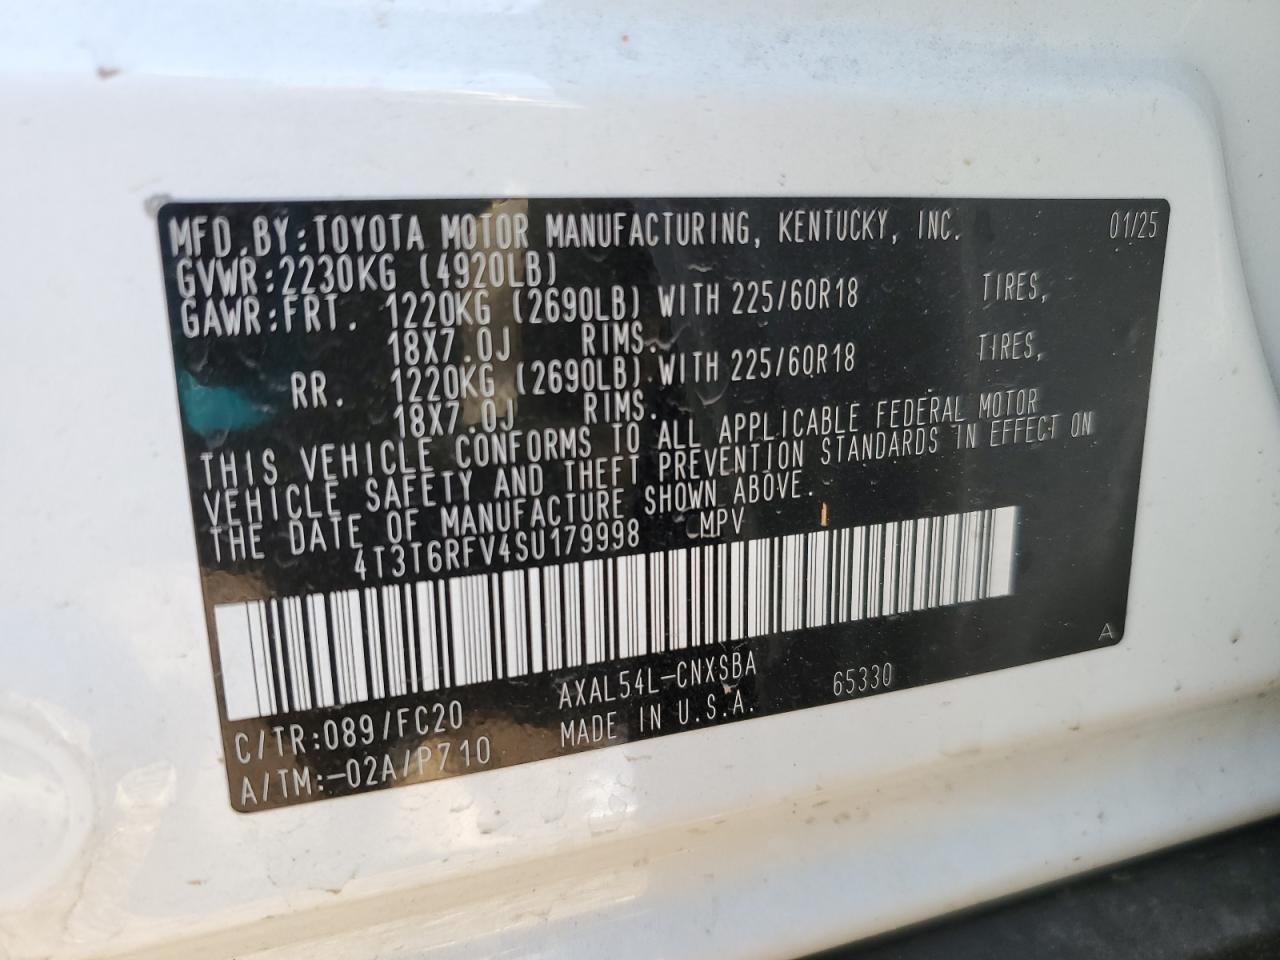 MFD.BY:TOYOTA MOTOR MANUFACTURING, KENTUCKY, INC. 01/25
GVWR:2230KG (4920LB)
GAWR:FRT. 1220KG (2690LB) WITH 225/60R18 TIRES,
18X7.0J RIMS.
RR. 1220KG (2690LB) WITH 225/60R18 TIRES,
18X7.0J RIMS.
THIS VEHICLE CONFORMS TO ALL APPLICABLE FEDERAL MOTOR
VEHICLE SAFETY AND THEFT PREVENTION STANDARDS IN EFFECT ON
THE DATE OF MANUFACTURE SHOWN ABOVE.
4T3T6RFV4SU179998 MPV
A
C/TR:089/FC20 AXAL54L-CNXSBA 65330
A/TM:-02A/P710 MADE IN U.S.A.